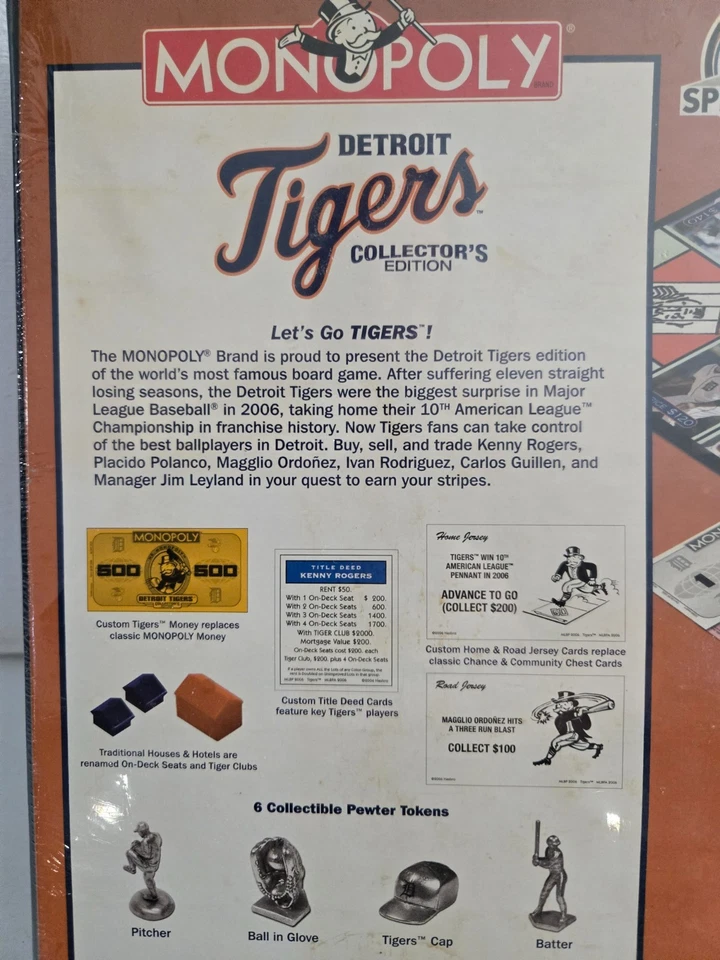 MONOPOLY®
BRAND
SP
DETROIT
Tigers™
COLLECTOR'S
EDITION
Let's Go TIGERS™!
The MONOPOLY® Brand is proud to present the Detroit Tigers edition
of the world's most famous board game. After suffering eleven straight
losing seasons, the Detroit Tigers were the biggest surprise in Major
League Baseball® in 2006, taking home their 10TH American League™
Championship in franchise history. Now Tigers fans can take control
of the best ballplayers in Detroit. Buy, sell, and trade Kenny Rogers,
Placido Polanco, Magglio Ordoñez, Ivan Rodriguez, Carlos Guillen, and
Manager Jim Leyland in your quest to earn your stripes.
MONOPOLY
500 500
DETROIT TIGERS
Custom Tigers™ Money replaces
classic MONOPOLY Money
Traditional Houses & Hotels are
renamed On-Deck Seats and Tiger Clubs
TITLE DEED
KENNY ROGERS
RENT $50.
With 1 On-Deck Seat $ 200.
With 2 On-Deck Seats 600.
With 3 On-Deck Seats 1400.
With 4 On-Deck Seats 1700.
With TIGER CLUB $2000.
Mortgage Value $200.
On-Deck Seats cost $200. each
Tiger Club, $200. plus 4 On-Deck Seats
Custom Title Deed Cards
feature key Tigers™ players
Home Jersey
TIGERS™ WIN 10TH
AMERICAN LEAGUE™
PENNANT IN 2006
ADVANCE TO GO
(COLLECT $200)
Custom Home & Road Jersey Cards replace
classic Chance & Community Chest Cards
Road Jersey
MAGGLIO ORDOÑEZ HITS
A THREE RUN BLAST
COLLECT $100
$120
MON
6 Collectible Pewter Tokens
Pitcher
Ball in Glove
Tigers™ Cap
Batter